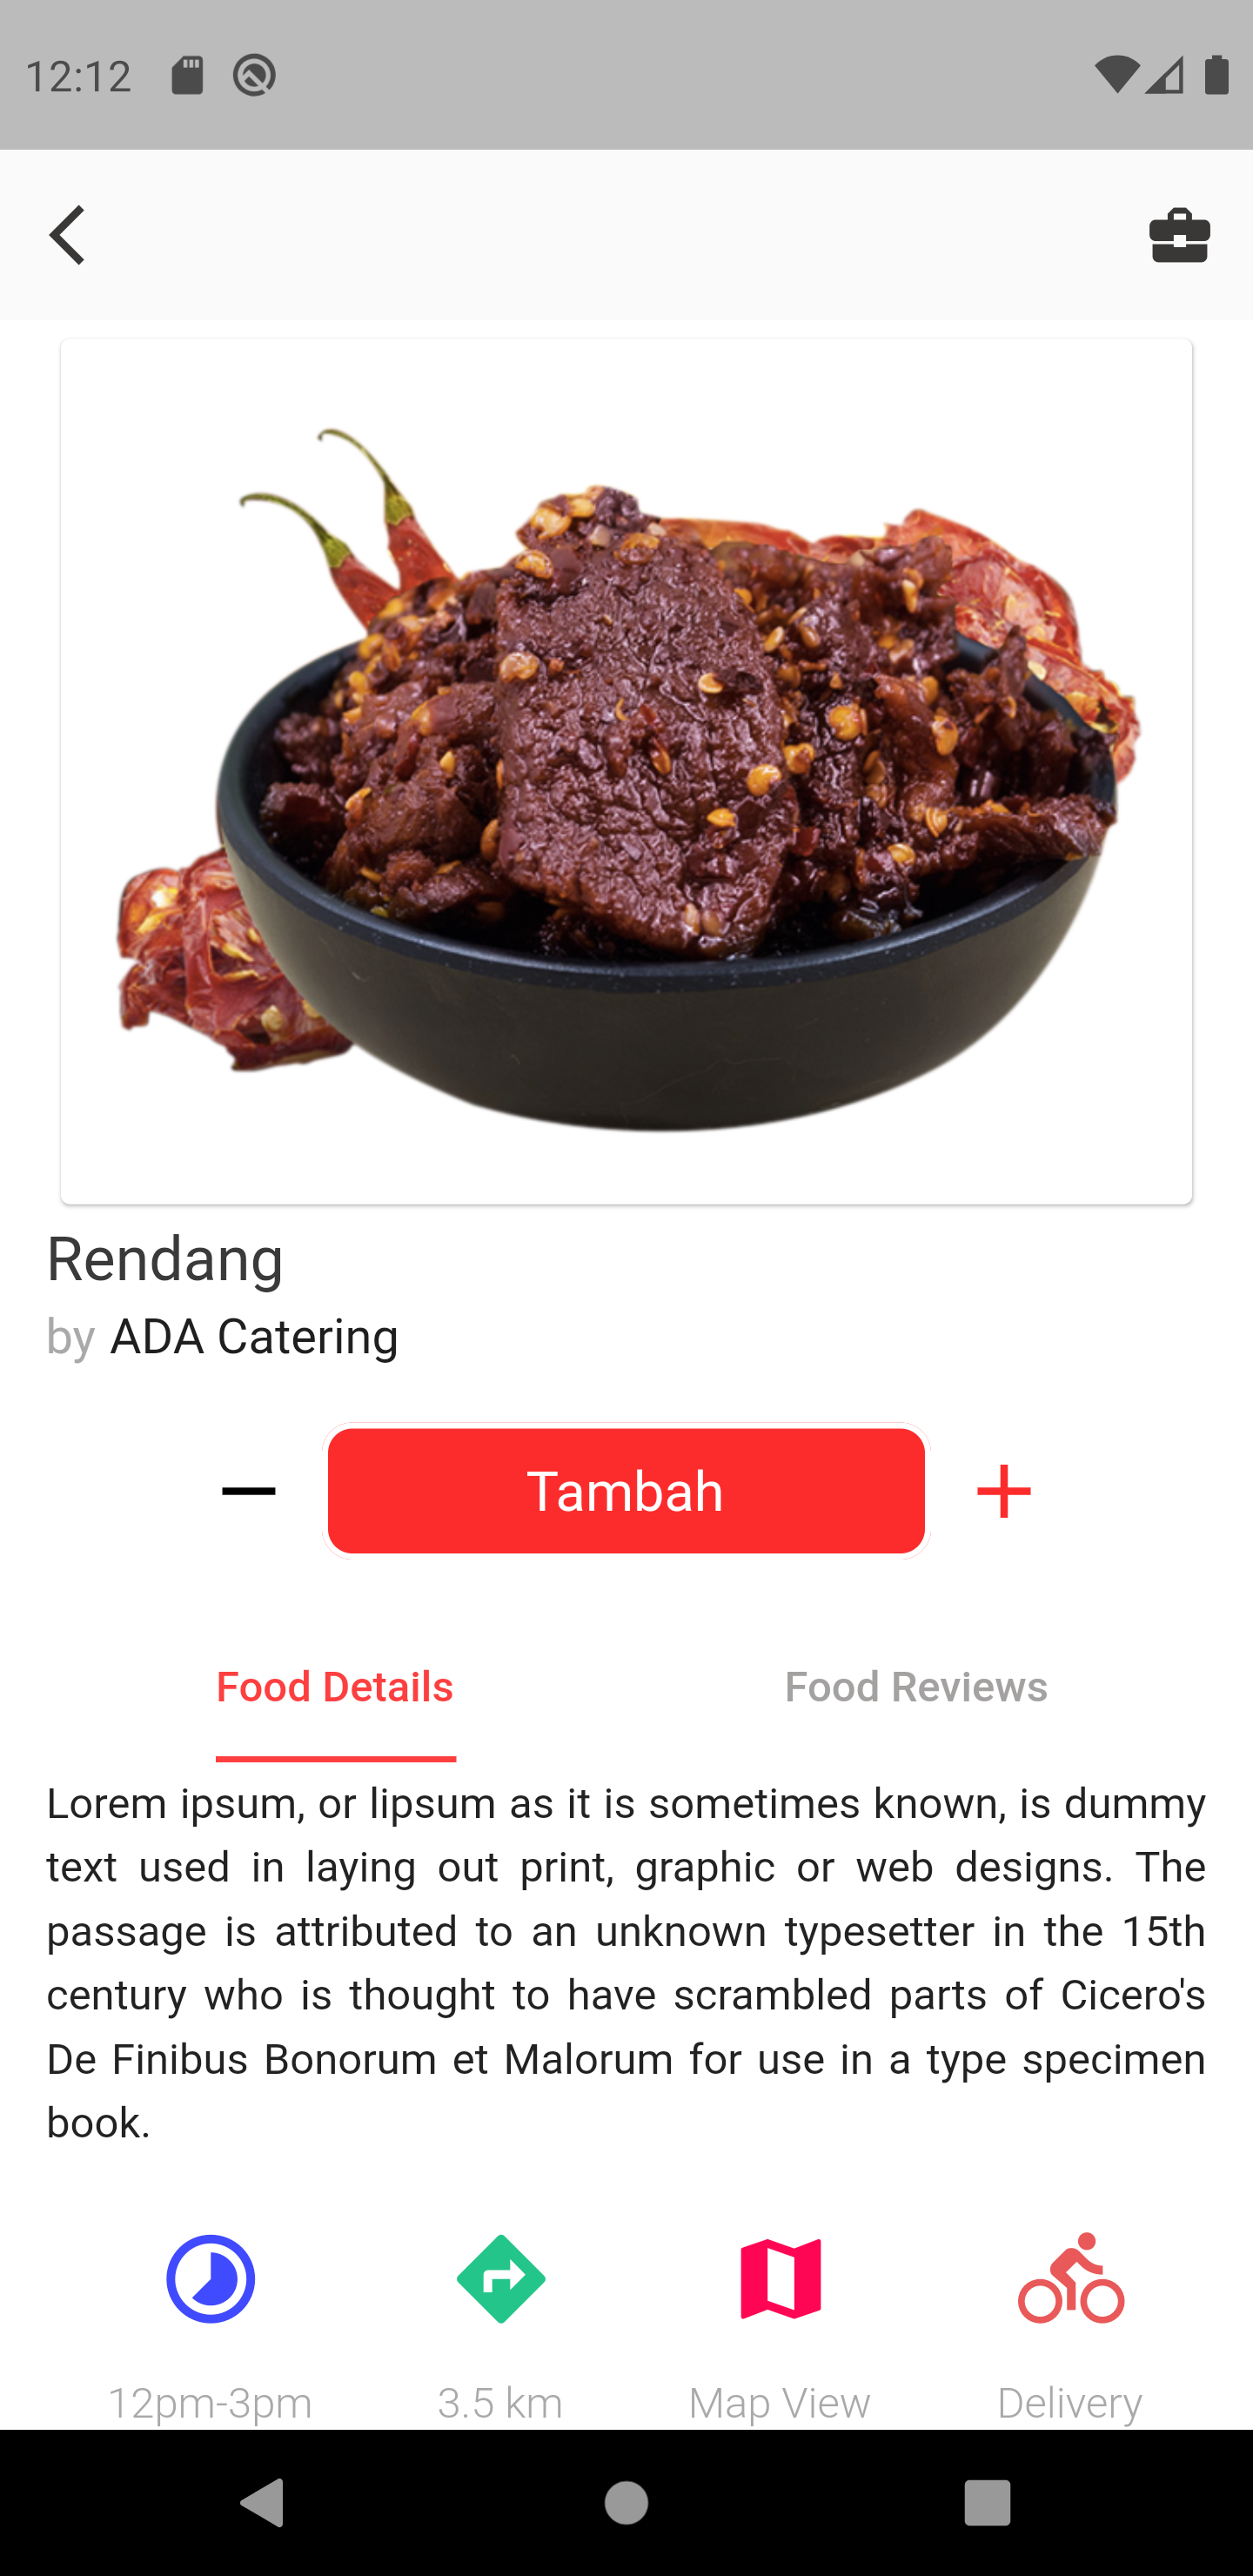 12:12
Rendang
by ADA Catering
Tambah
Food Details
Food Reviews
Lorem ipsum, or lipsum as it is sometimes known, is dummy
text used in laying out print, graphic or web designs. The
passage is attributed to an unknown typesetter in the 15th
century who is thought to have scrambled parts of Cicero's
De Finibus Bonorum et Malorum for use in a type specimen
book.
12pm-3pm
3.5 km
Map View
Delivery